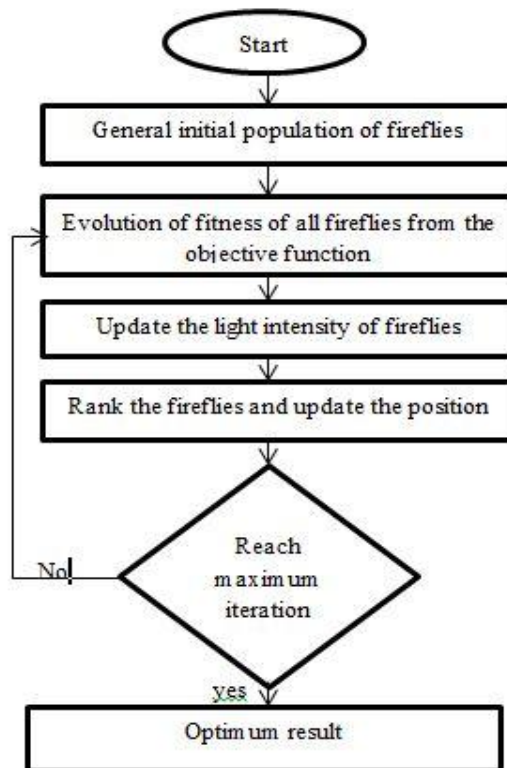 Start
General initial population of fireflies
Evolution of fitness of all fireflies from the
objective function
Update the light intensity of fireflies
Rank the fireflies and update the position
Reach
maximum
iteration
No
yes
Optimum result